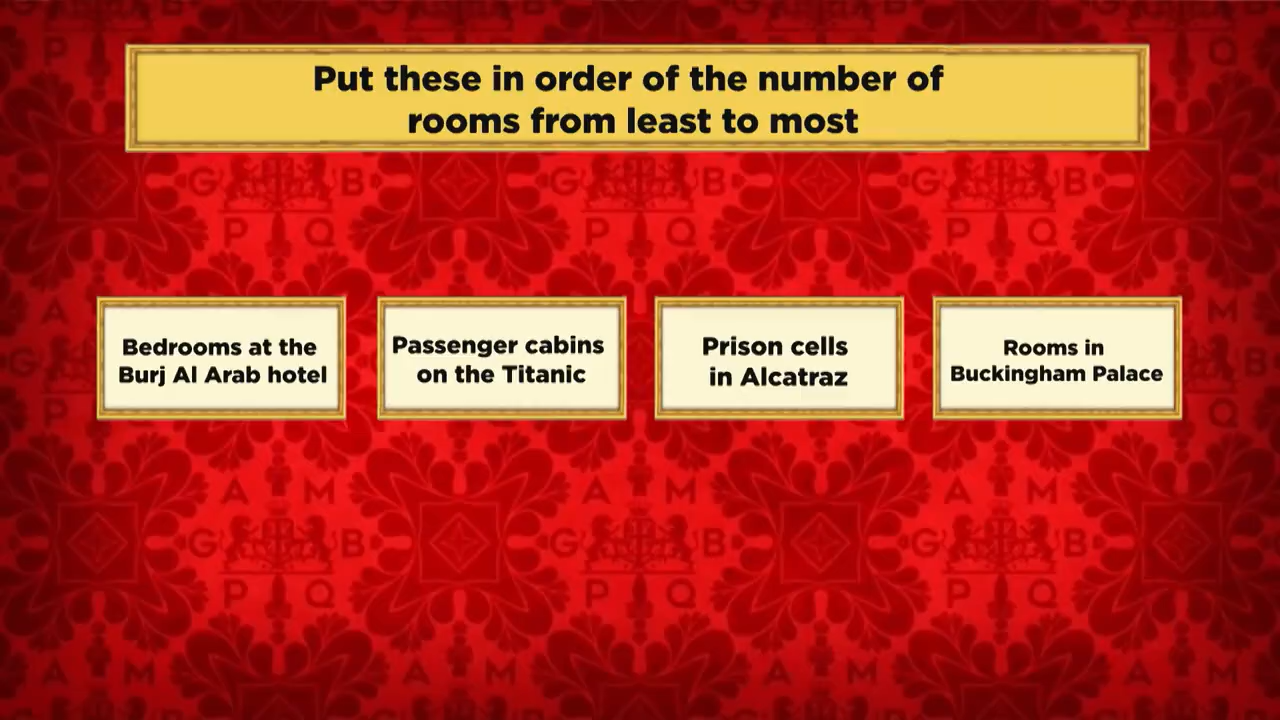 Put these in order of the number of
rooms from least to most
Bedrooms at the
Burj Al Arab hotel
Passenger cabins
on the Titanic
Prison cells
in Alcatraz
Rooms in
Buckingham Palace